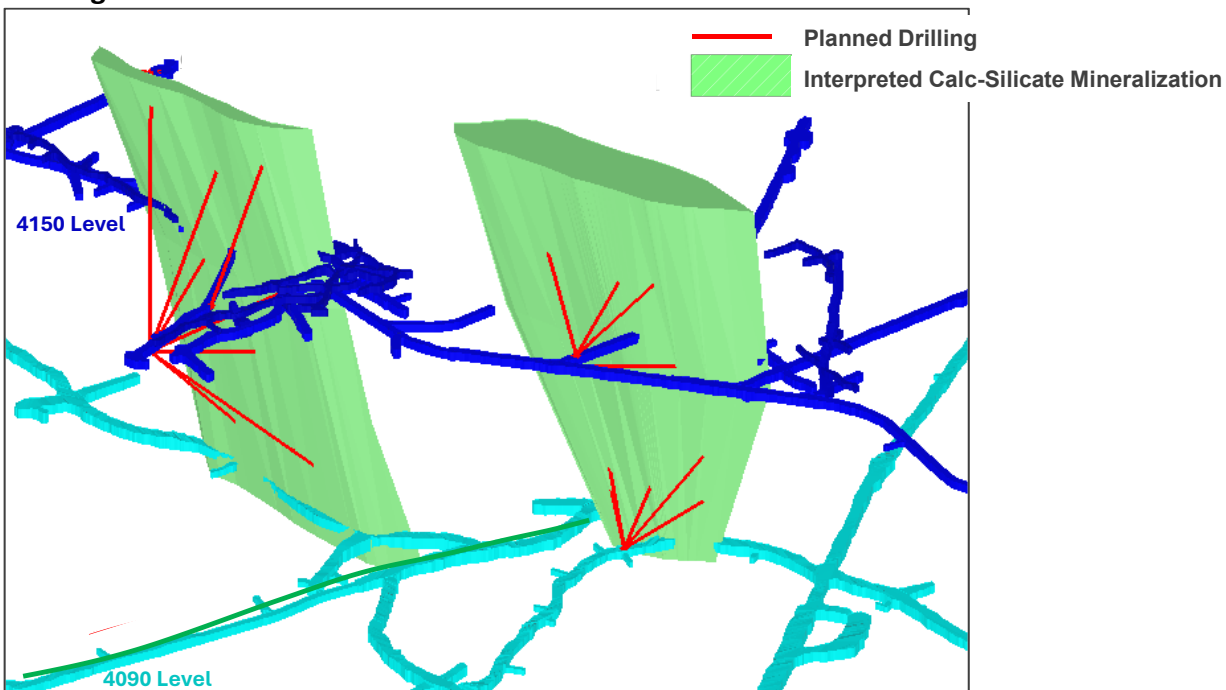 Planned Drilling
Interpreted Calc-Silicate Mineralization
4150 Level
4090 Level